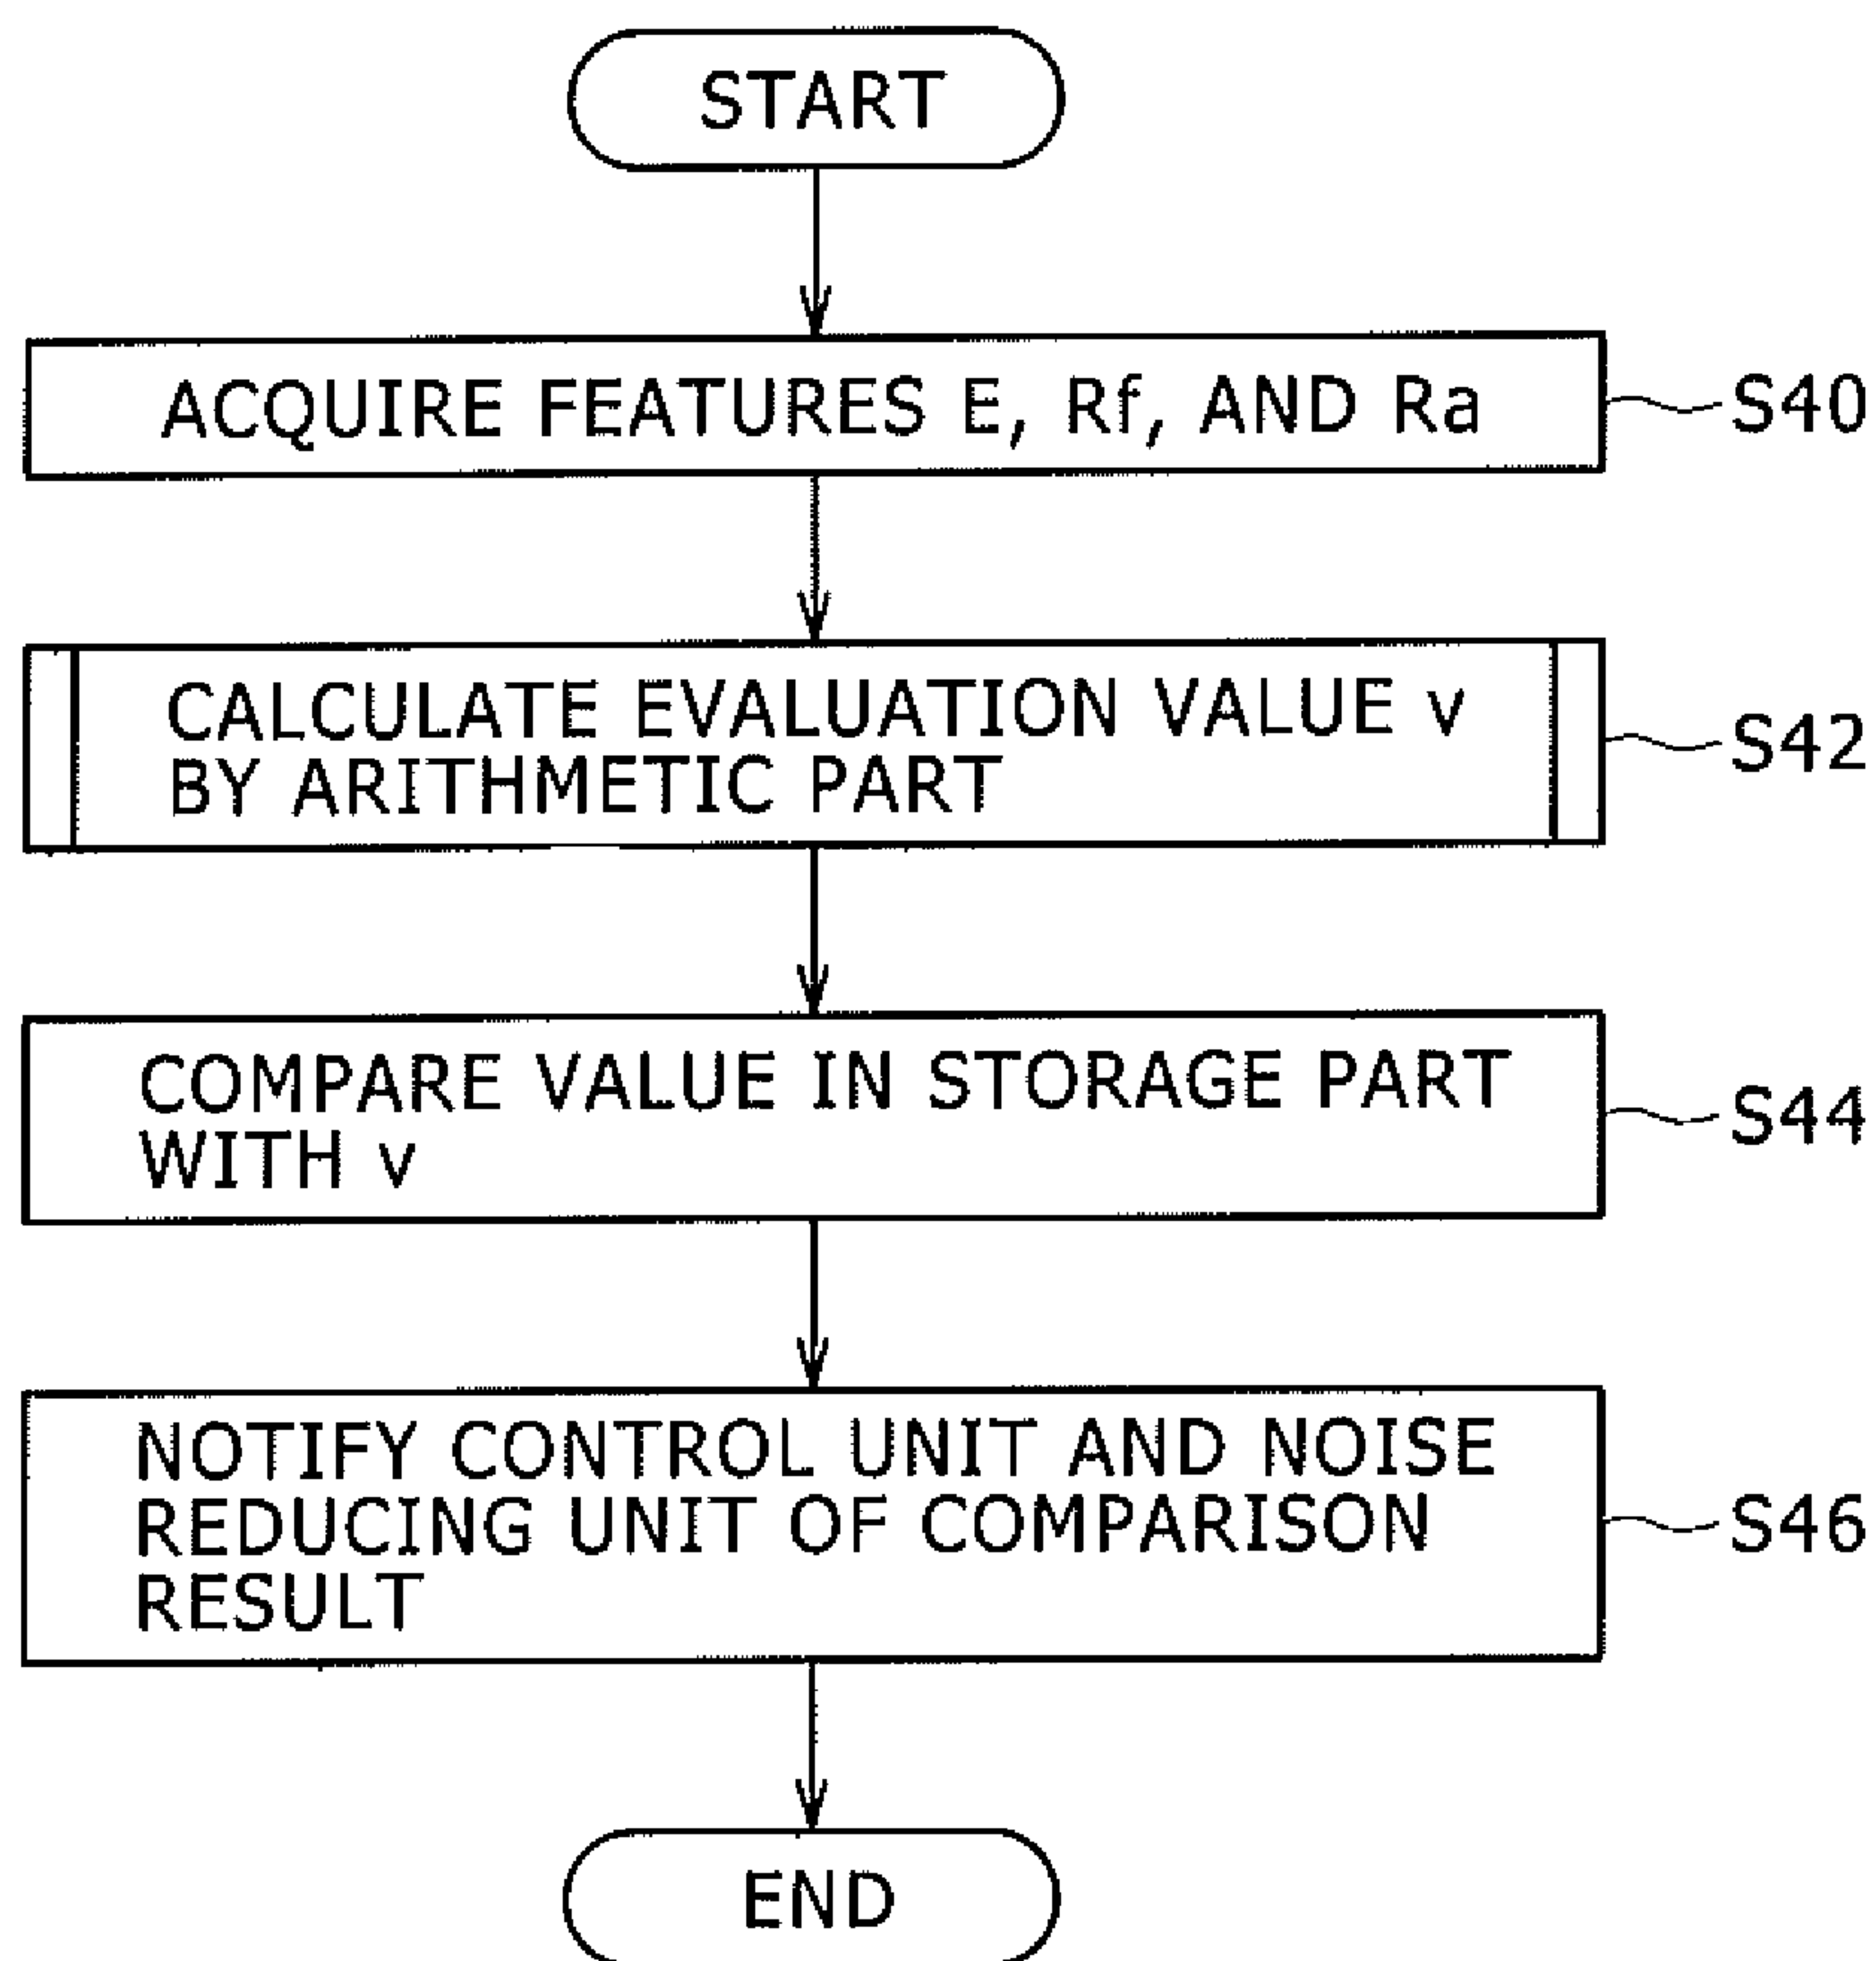 START
ACQUIRE FEATURES E, Rf, AND Ra
S40
CALCULATE EVALUATION VALUE v
BY ARITHMETIC PART
S42
COMPARE VALUE IN STORAGE PART
WITH v
S44
NOTIFY CONTROL UNIT AND NOISE
REDUCING UNIT OF COMPARISON
RESULT
S46
END